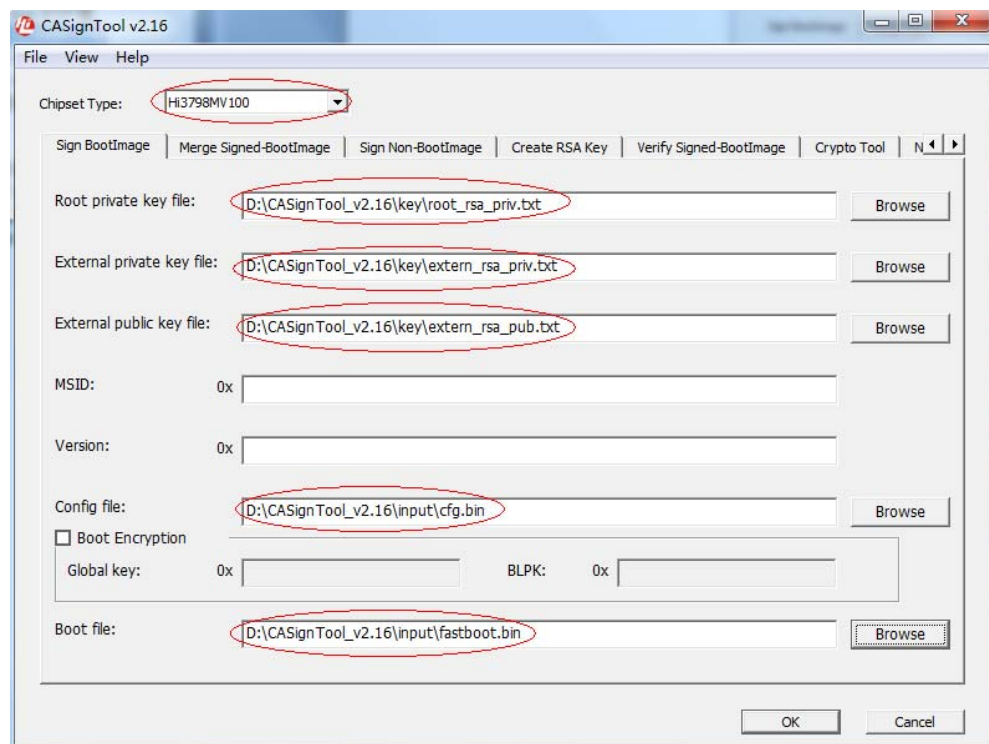 CASignTool v2.16
File View Help
Chipset Type: Hi3798MV100
Sign BootImage Merge Signed-BootImage Sign Non-BootImage Create RSA Key Verify Signed-BootImage Crypto Tool N
Root private key file: D:\CASignTool_v2.16\key\root_rsa_priv.txt Browse
External private key file: D:\CASignTool_v2.16\key\extern_rsa_priv.txt Browse
External public key file: D:\CASignTool_v2.16\key\extern_rsa_pub.txt Browse
MSID: 0x
Version: 0x
Config file: D:\CASignTool_v2.16\input\cfg.bin Browse
Boot Encryption
Global key: 0x BLPK: 0x
Boot file: D:\CASignTool_v2.16\input\fastboot.bin Browse
OK Cancel